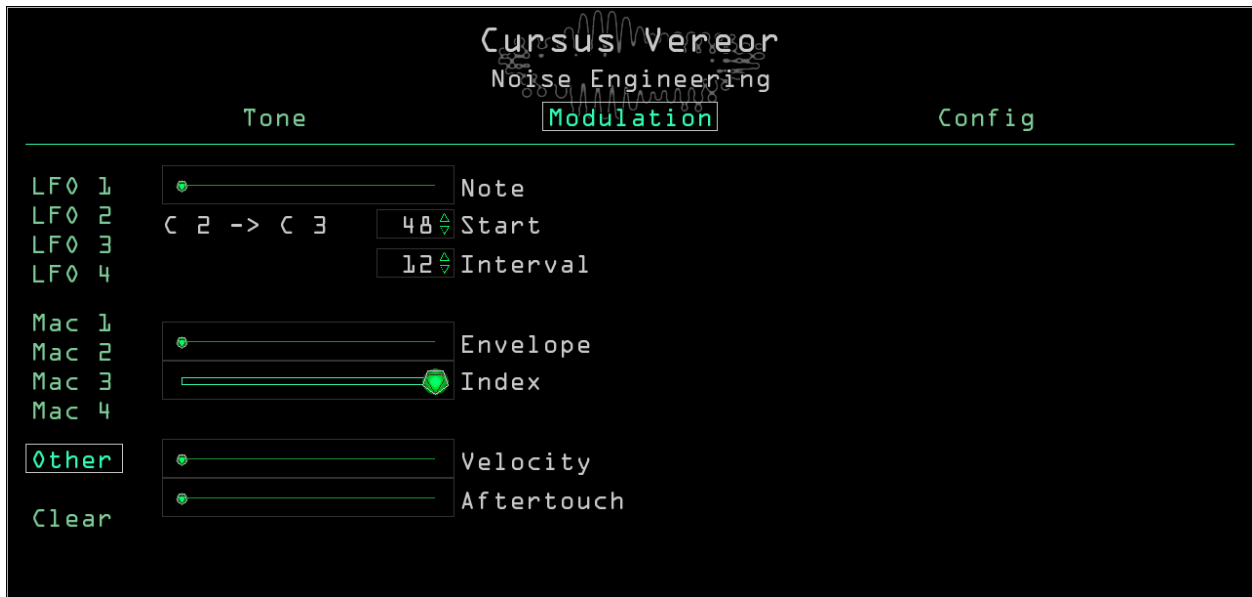 Cursus Vereor
Noise Engineering
Tone Modulation Config
LFO 1
LFO 2
LFO 3
LFO 4
Mac 1
Mac 2
Mac 3
Mac 4
Other
Clear
Note
C 2 -> C 3 48 Start
12 Interval
Envelope
Index
Velocity
Aftertouch